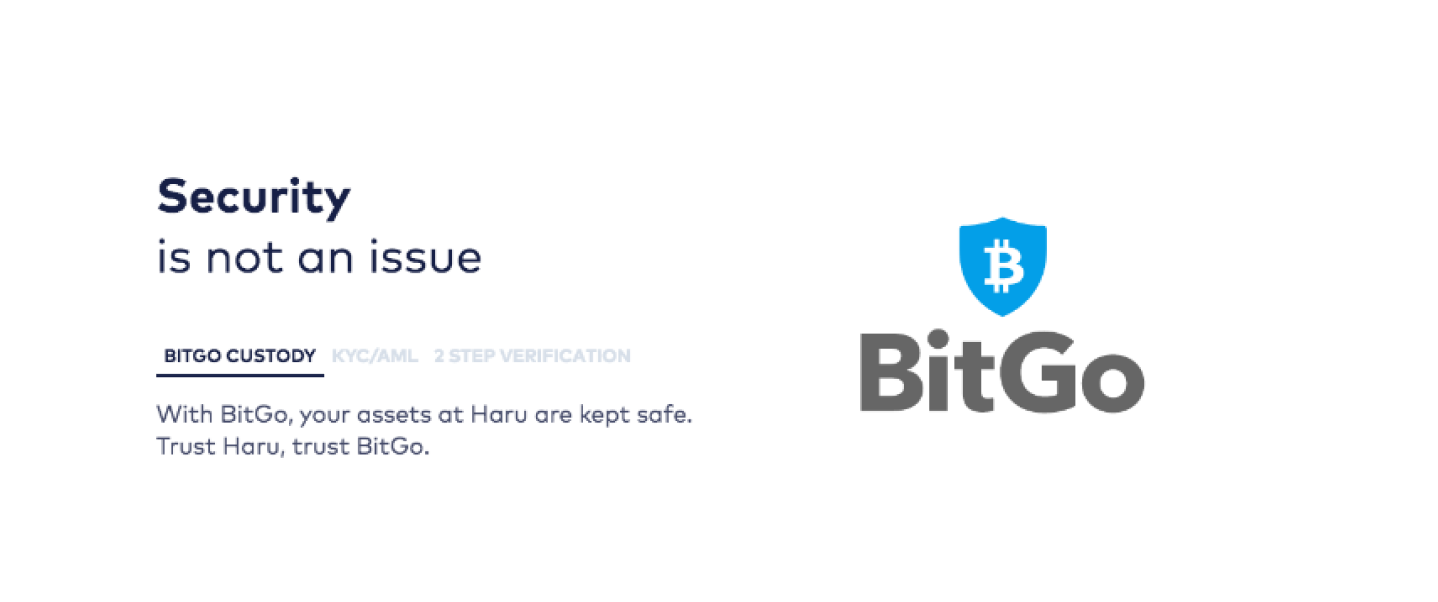 Security
is not an issue
BITGO CUSTODY KYC/AML 2 STEP VERIFICATION
With BitGo, your assets at Haru are kept safe.
Trust Haru, trust BitGo.
BitGo